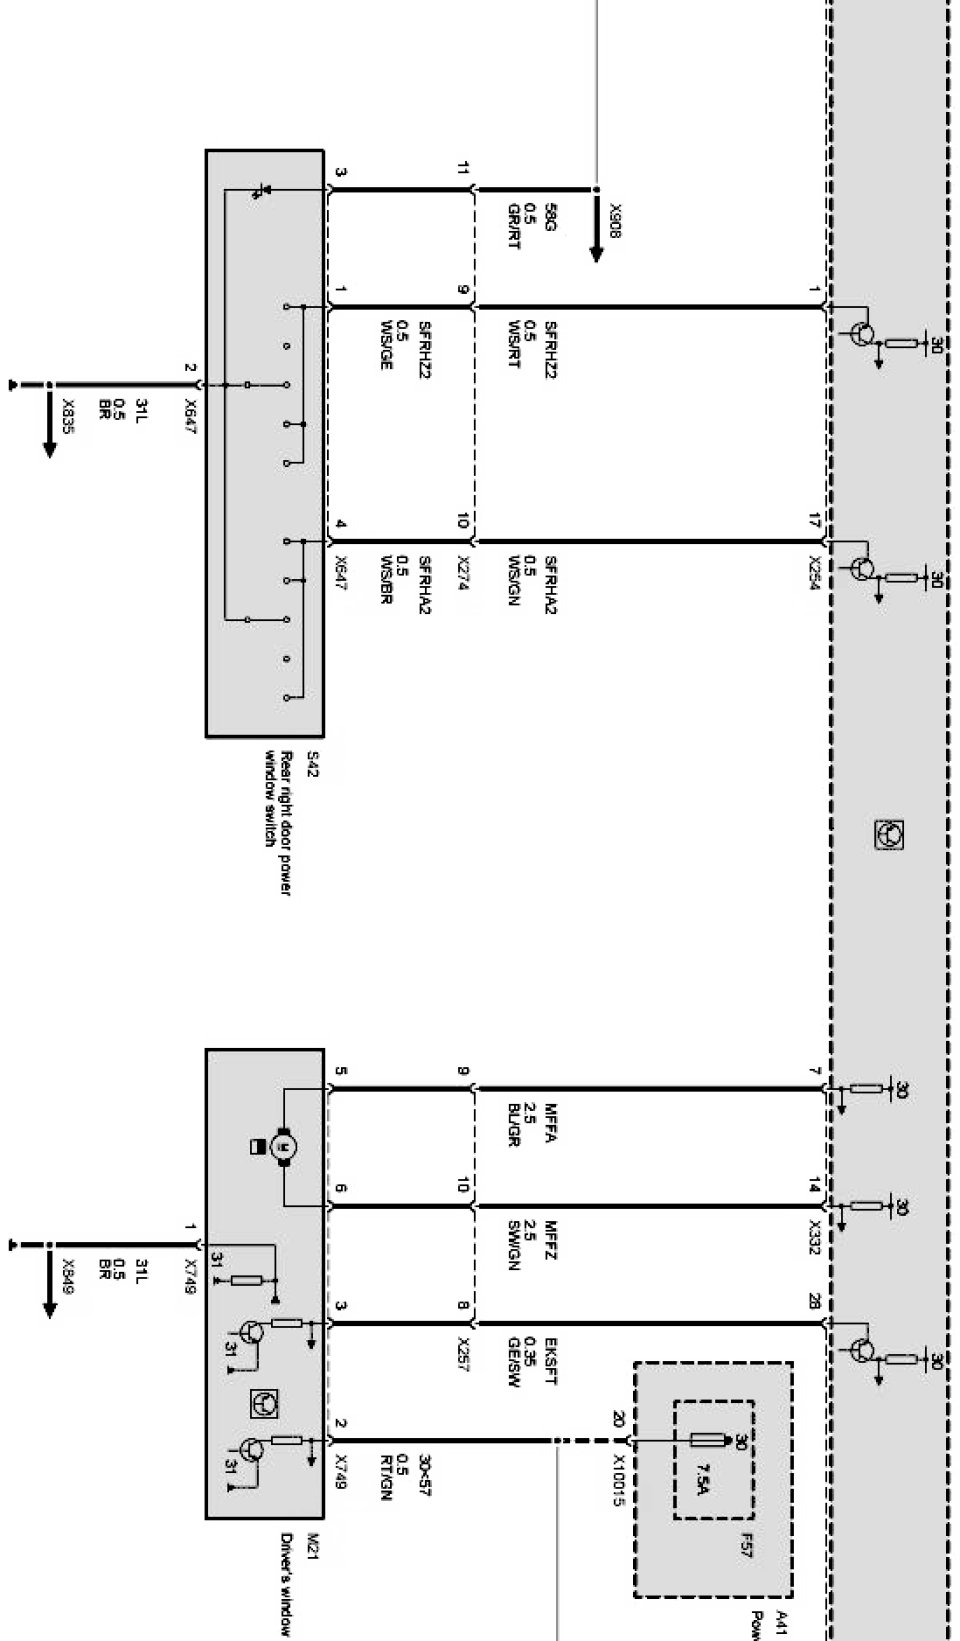 X908
3
11
58G
0.5
GR/RT
1
9
1
30
SFRHZ2
0.5
WS/GE
SFRHZ2
0.5
WS/RT
2
X647
31L
0.5
BR
X835
4
10
17
30
X647
X274
X254
SFRHA2
0.5
WS/BR
SFRHA2
0.5
WS/GN
S42
Rear right door power
window switch
5
9
7
30
MFFA
2.5
BL/GR
M
6
10
14
30
X332
MFFZ
2.5
SW/GN
1
X749
31L
0.5
BR
X849
31
3
8
28
30
X257
EKSFT
0.35
GE/SW
31
2
20
30
X749
X10015
7.5A
30<57
0.5
RT/GN
31
F57
M21
Driver's window
A41